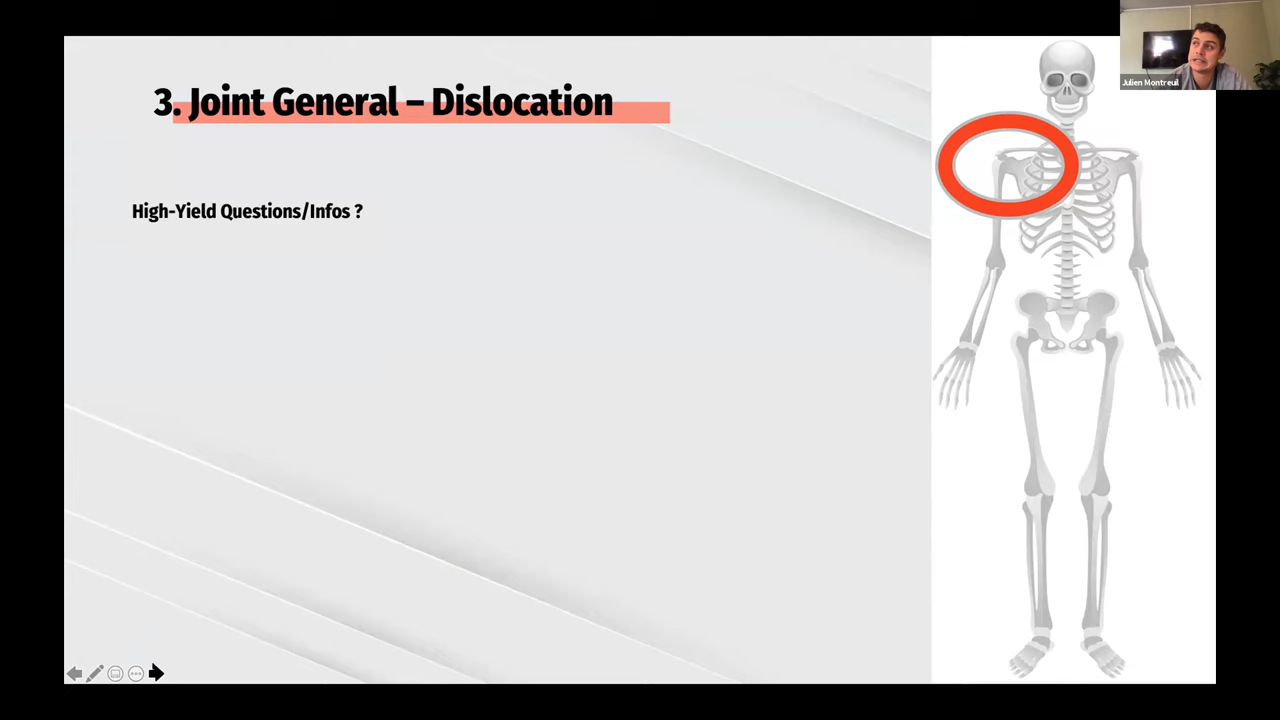 3. Joint General – Dislocation
Julien Montreuil
High-Yield Questions/Infos ?